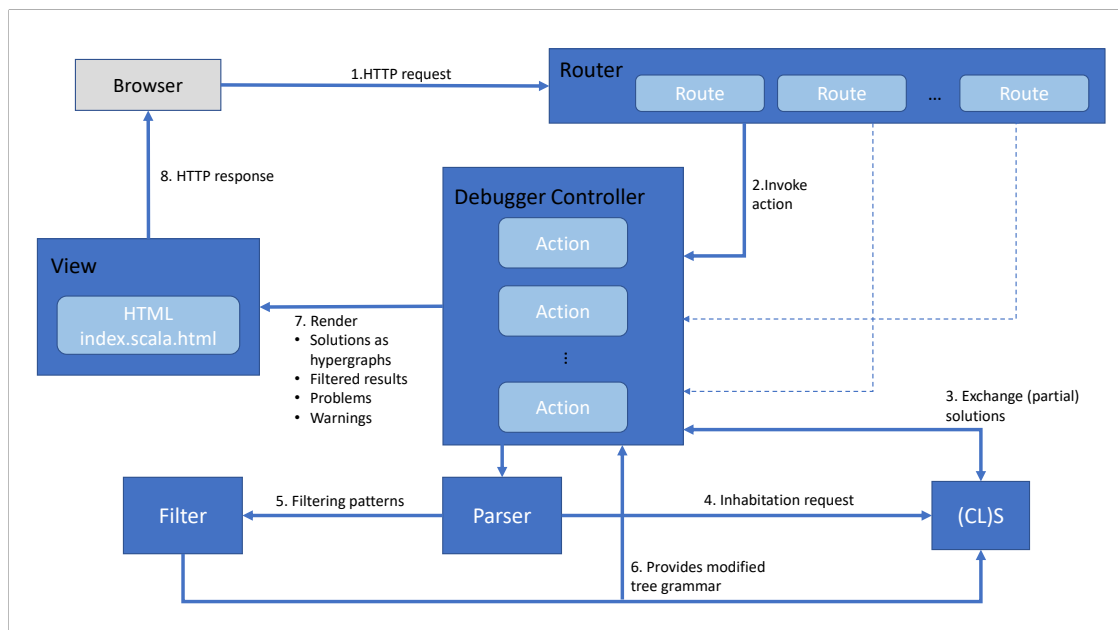 Browser
1.HTTP request
Router
Route
Route
...
Route
8. HTTP response
2.Invoke
action
Debugger Controller
Action
Action
⋮
Action
View
HTML
index.scala.html
7. Render
• Solutions as
hypergraphs
• Filtered results
• Problems
• Warnings
3. Exchange (partial)
solutions
Filter
5. Filtering patterns
Parser
4. Inhabitation request
(CL)S
6. Provides modified
tree grammar